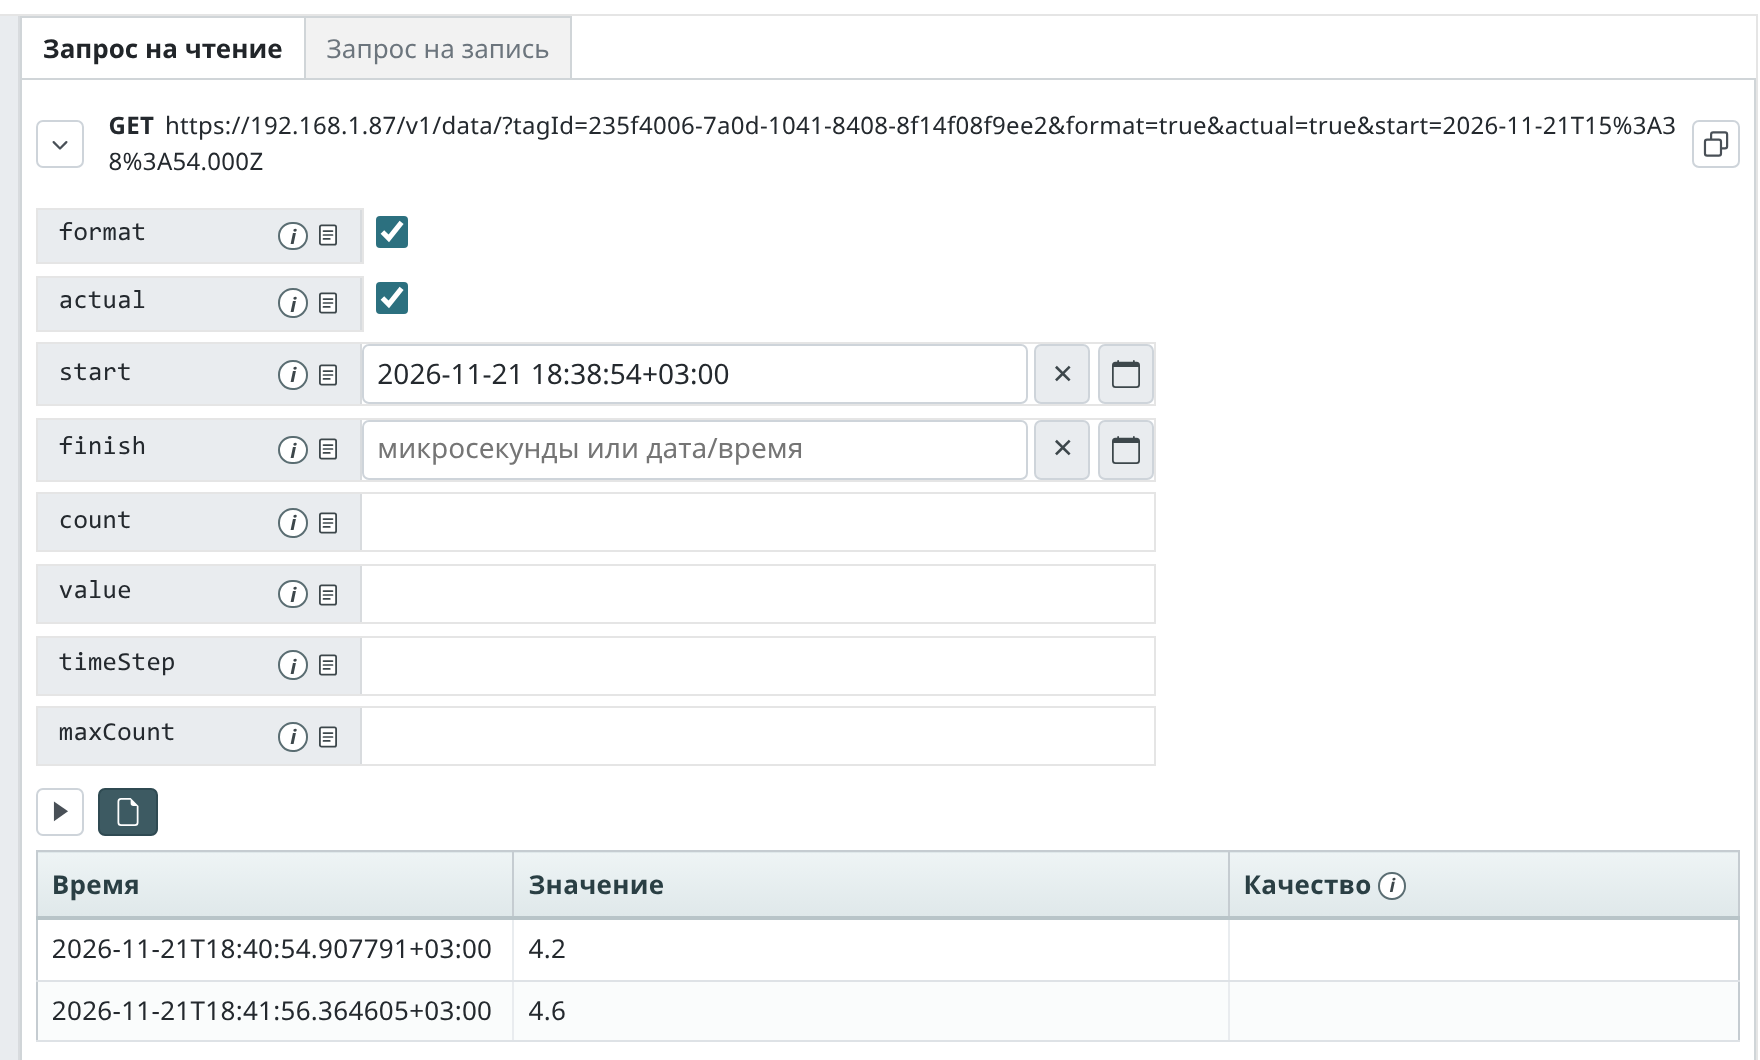 Запрос на чтение
Запрос на запись
GET https://192.168.1.87/v1/data/?tagId=235f4006-7a0d-1041-8408-8f14f08f9ee2&format=true&actual=true&start=2026-11-21T15%3A3
8%3A54.000Z
format
actual
start 2026-11-21 18:38:54+03:00
finish микросекунды или дата/время
count
value
timeStep
maxCount
Время Значение Качество
2026-11-21T18:40:54.907791+03:00 4.2
2026-11-21T18:41:56.364605+03:00 4.6